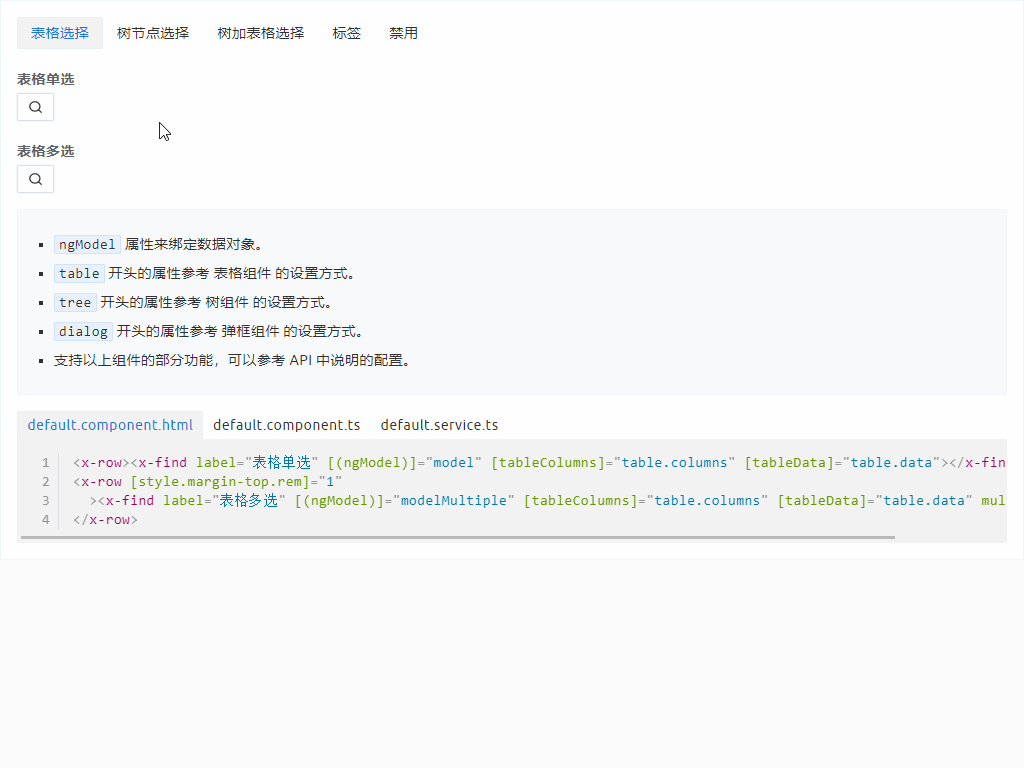 表格选择 树节点选择 树加表格选择 标签 禁用
表格单选
表格多选
ngModel 属性来绑定数据对象。
table 开头的属性参考 表格组件 的设置方式。
tree 开头的属性参考 树组件 的设置方式。
dialog 开头的属性参考 弹框组件 的设置方式。
支持以上组件的部分功能，可以参考 API 中说明的配置。
default.component.html default.component.ts default.service.ts
1 <x-row><x-find label="表格单选" [(ngModel)]="model" [tableColumns]="table.columns" [tableData]="table.data"></x-fin
2 <x-row [style.margin-top.rem]="1"
3 ><x-find label="表格多选" [(ngModel)]="modelMultiple" [tableColumns]="table.columns" [tableData]="table.data" mul
4 </x-row>